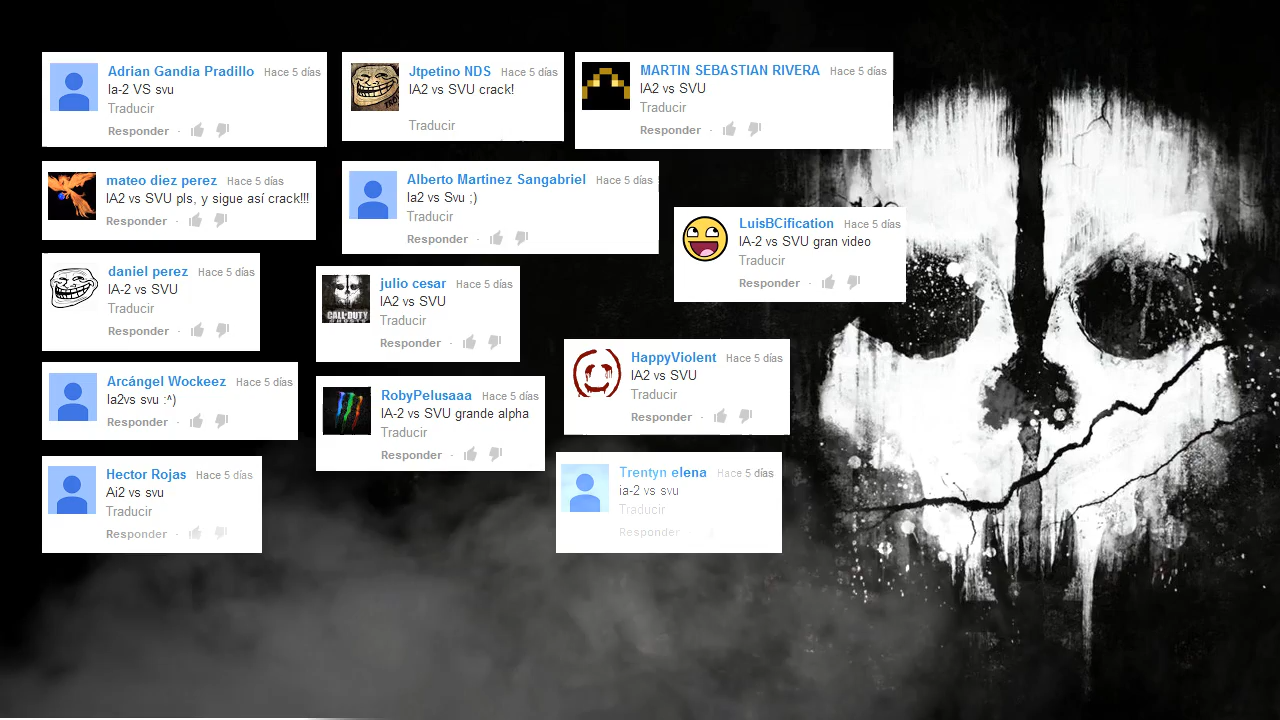 Adrian Gandia Pradillo Hace 5 días
Ia-2 VS svu
Traducir
Responder ·
Jtpetino NDS Hace 5 días
IA2 vs SVU crack!
Traducir
MARTIN SEBASTIAN RIVERA Hace 5 días
IA2 vs SVU
Traducir
Responder ·
mateo diez perez Hace 5 días
IA2 vs SVU pls, y sigue así crack!!!
Responder ·
Alberto Martinez Sangabriel Hace 5 días
Ia2 vs Svu ;)
Traducir
Responder ·
LuisBCification Hace 5 días
IA-2 vs SVU gran video
Traducir
Responder ·
daniel perez Hace 5 días
IA-2 vs SVU
Traducir
Responder ·
julio cesar Hace 5 días
IA2 vs SVU
Traducir
Responder ·
CALL·DUTY
GHOSTS
HappyViolent Hace 5 días
IA2 vs SVU
Traducir
Responder ·
Arcángel Wockeez Hace 5 días
Ia2vs svu :^)
Responder ·
RobyPelusaaa Hace 5 días
IA-2 vs SVU grande alpha
Traducir
Responder ·
Hector Rojas Hace 5 días
Ai2 vs svu
Traducir
Responder ·
Trentyn elena Hace 5 días
ia-2 vs svu
Traducir
Responder